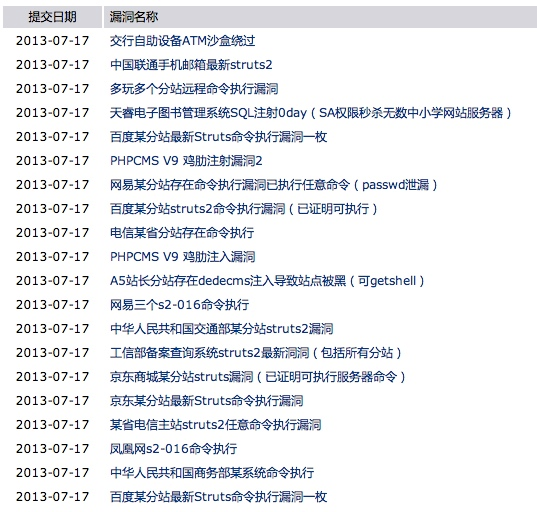 提交日期 漏洞名称
2013-07-17 交行自助设备ATM沙盒绕过
2013-07-17 中国联通手机邮箱最新struts2
2013-07-17 多玩多个分站远程命令执行漏洞
2013-07-17 天睿电子图书管理系统SQL注射0day（SA权限秒杀无数中小学网站服务器）
2013-07-17 百度某分站最新Struts命令执行漏洞一枚
2013-07-17 PHPCMS V9 鸡肋注射漏洞2
2013-07-17 网易某分站存在命令执行漏洞已执行任意命令（passwd泄漏）
2013-07-17 百度某分站struts2命令执行漏洞（已证明可执行）
2013-07-17 电信某省分站存在命令执行
2013-07-17 PHPCMS V9 鸡肋注入漏洞
2013-07-17 A5站长分站存在dedecms注入导致站点被黑（可getshell）
2013-07-17 网易三个s2-016命令执行
2013-07-17 中华人民共和国交通部某分站struts2漏洞
2013-07-17 工信部备案查询系统struts2最新洞洞（包括所有分站）
2013-07-17 京东商城某分站struts漏洞（已证明可执行服务器命令）
2013-07-17 京东某分站最新Struts命令执行漏洞
2013-07-17 某省电信主站struts2任意命令执行漏洞
2013-07-17 凤凰网s2-016命令执行
2013-07-17 中华人民共和国商务部某系统命令执行
2013-07-17 百度某分站最新Struts命令执行漏洞一枚